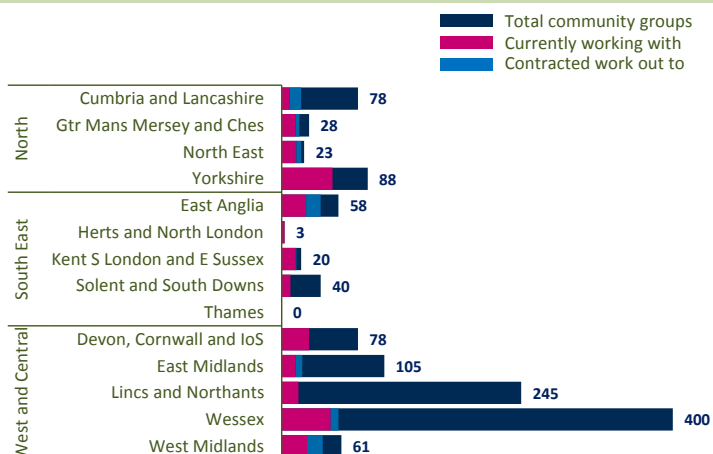 Total community groups
Currently working with
Contracted work out to
North
Cumbria and Lancashire 78
Gtr Mans Mersey and Ches 28
North East 23
Yorkshire 88
South East
East Anglia 58
Herts and North London 3
Kent S London and E Sussex 20
Solent and South Downs 40
Thames 0
West and Central
Devon, Cornwall and IoS 78
East Midlands 105
Lincs and Northants 245
Wessex 400
West Midlands 61